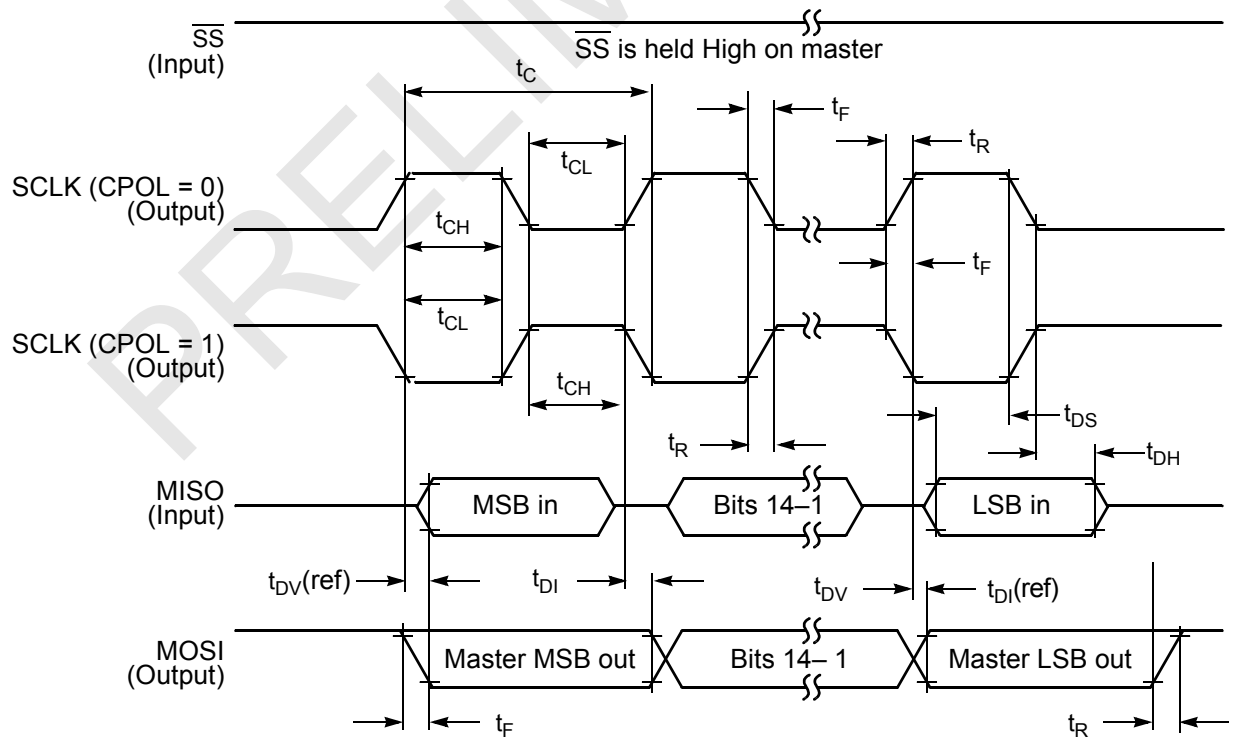 SS
(Input)
SS is held High on master
tC
tF
tR
tCL
SCLK (CPOL = 0)
(Output)
tCH
tF
tCL
SCLK (CPOL = 1)
(Output)
tCH
tDS
tR
tDH
MISO
(Input)
MSB in
Bits 14–1
LSB in
tDV(ref)
tDI
tDV
tDI(ref)
MOSI
(Output)
Master MSB out
Bits 14– 1
Master LSB out
tF
tR
PRELIM